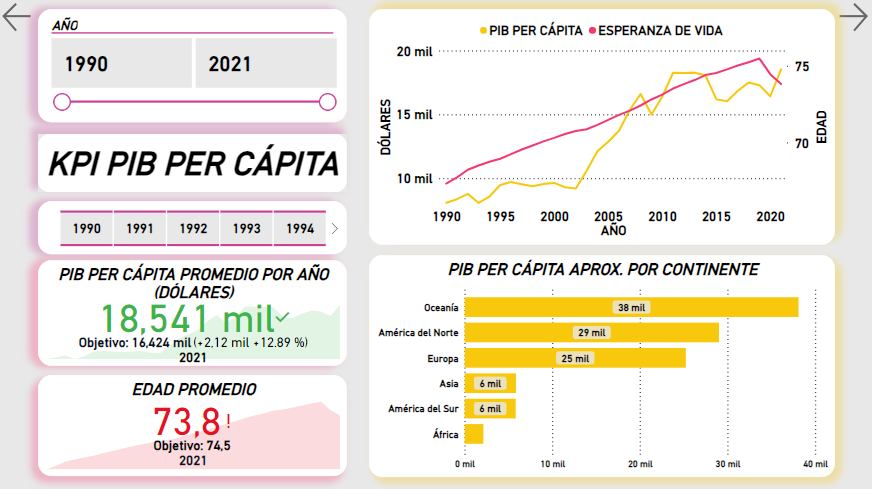 AÑO
1990 2021
KPI PIB PER CÁPITA
1990 1991 1992 1993 1994
PIB PER CÁPITA PROMEDIO POR AÑO
(DÓLARES)
18,541 mil
Objetivo: 16,424 mil (+2,12 mil +12.89 %)
2021
EDAD PROMEDIO
73,8!
Objetivo: 74,5
2021
PIB PER CÁPITA ESPERANZA DE VIDA
DÓLARES
20 mil
15 mil
10 mil
75
70
EDAD
1990 1995 2000 2005 2010 2015 2020
AÑO
PIB PER CÁPITA APROX. POR CONTINENTE
Oceanía 38 mil
América del Norte 29 mil
Europa 25 mil
Asia 6 mil
América del Sur 6 mil
África
0 mil 10 mil 20 mil 30 mil 40 mil